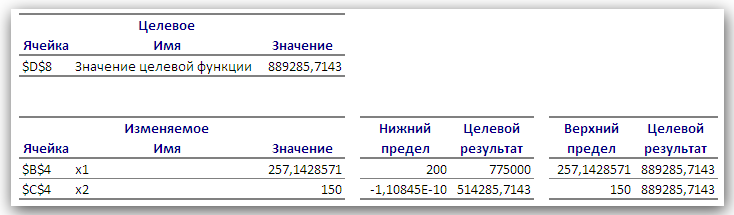 Целевое
Ячейка Имя Значение
$D$8 Значение целевой функции 889285,7143
Изменяемое Нижний Целевой Верхний Целевой
Ячейка Имя Значение предел результат предел результат
$B$4 x1 257,1428571 200 775000 257,1428571 889285,7143
$C$4 x2 150 -1,10845E-10 514285,7143 150 889285,7143